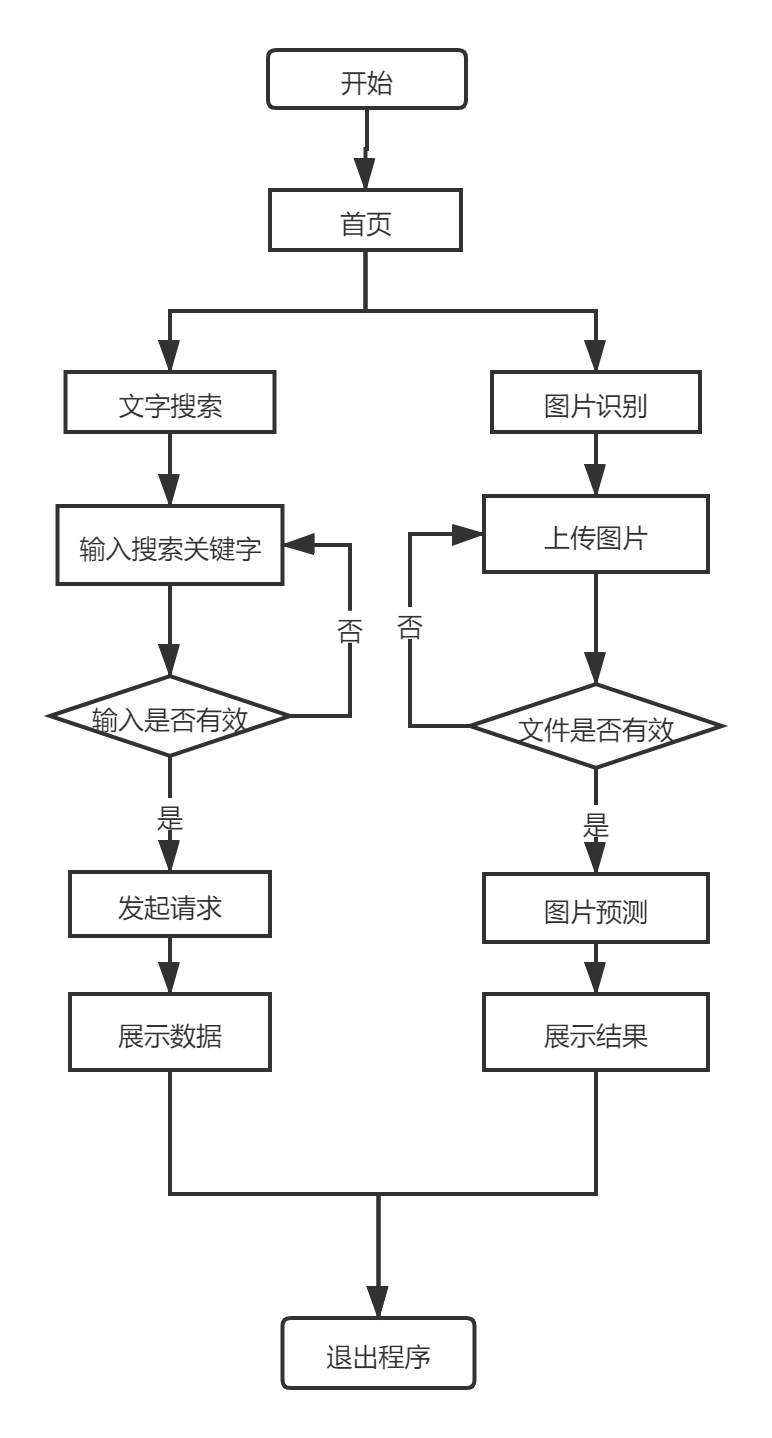 开始
首页
文字搜索
图片识别
输入搜索关键字
上传图片
否
否
输入是否有效
文件是否有效
是
是
发起请求
图片预测
展示数据
展示结果
退出程序